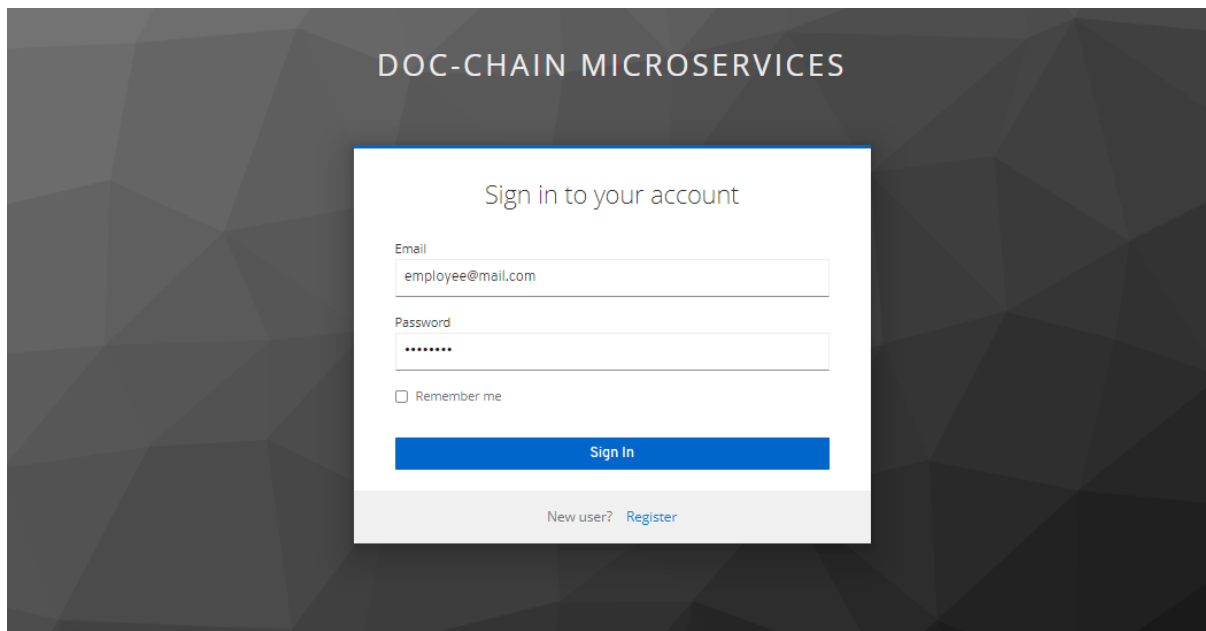 DOC-CHAIN MICROSERVICES
Sign in to your account
Email
employee@mail.com
Password
••••••••
Remember me
Sign In
New user? Register